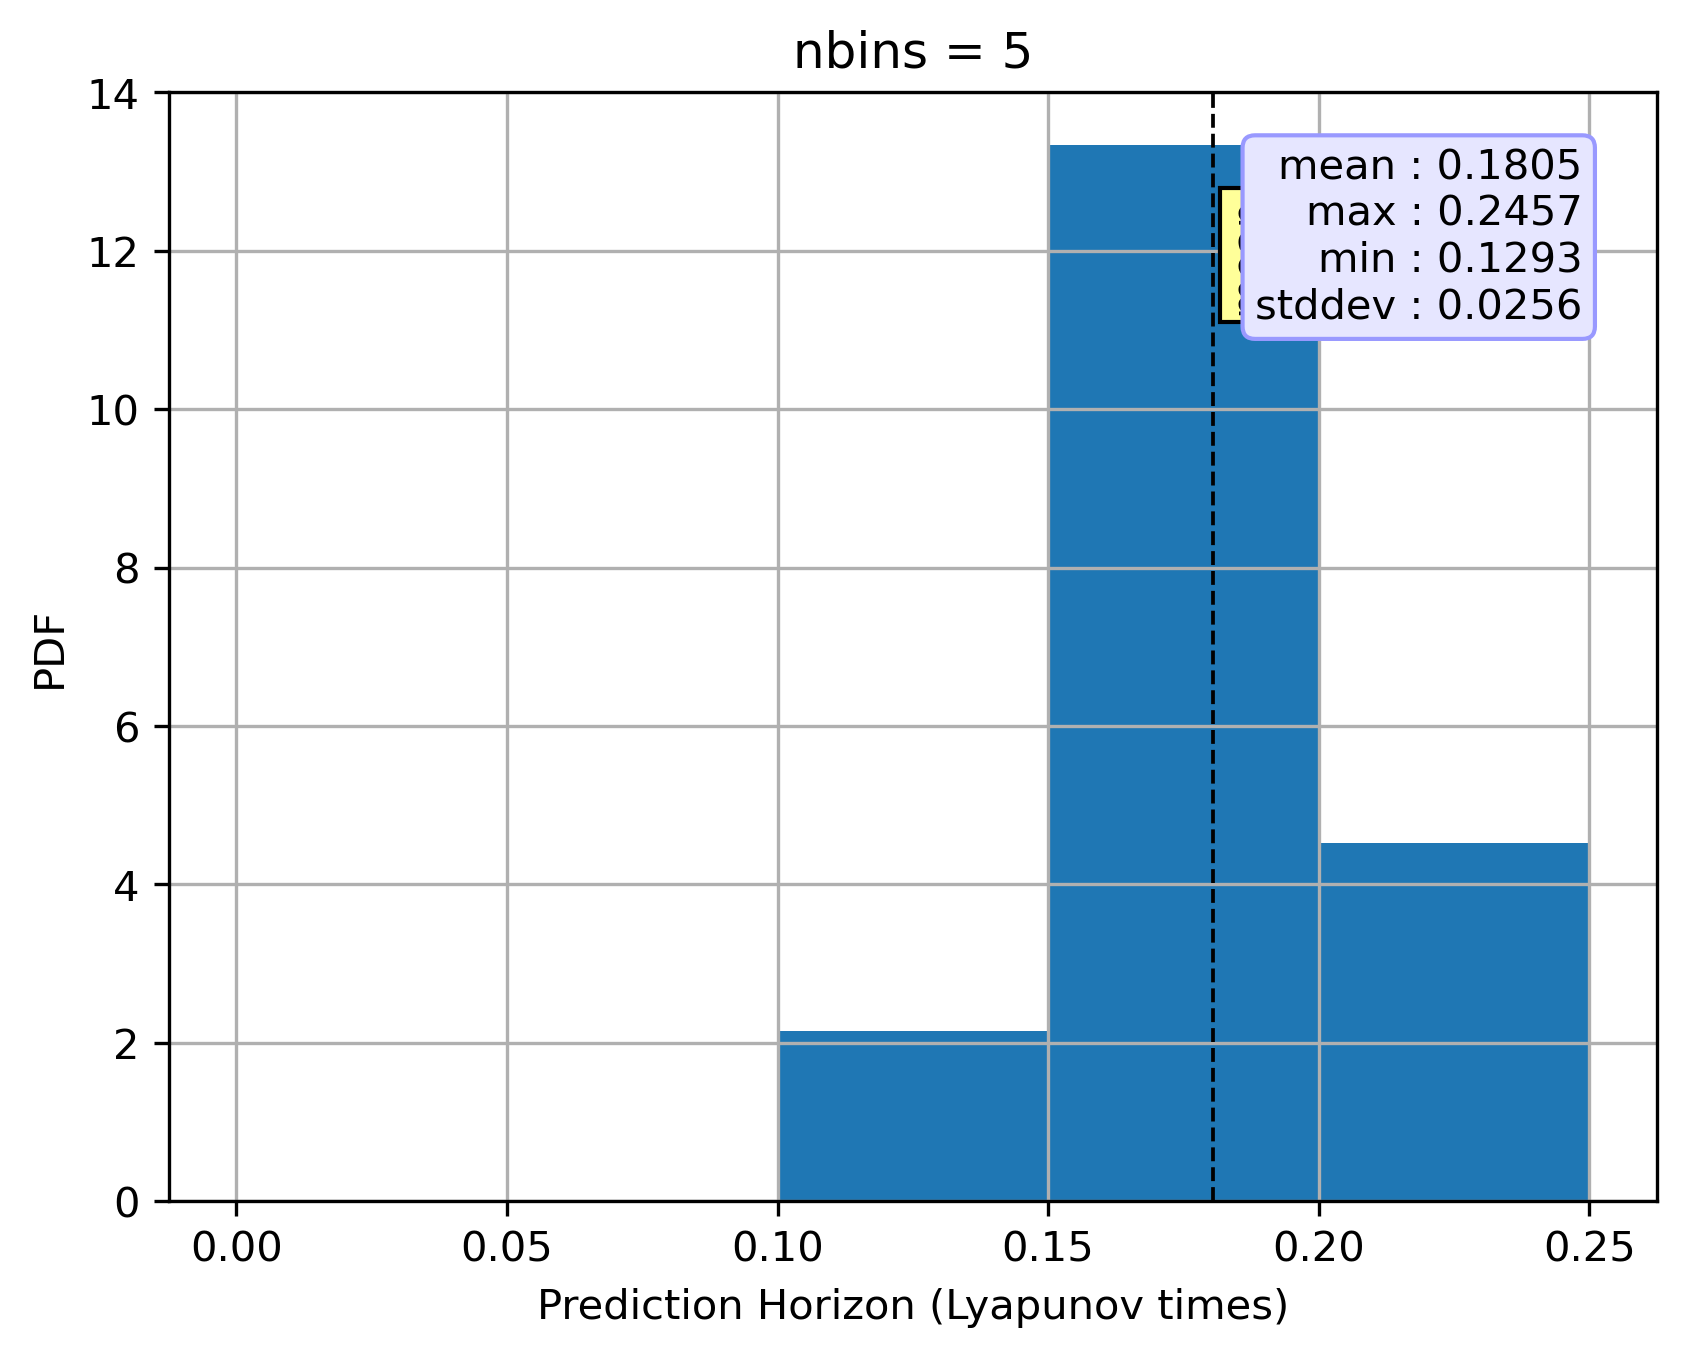 nbins = 5
14
12
10
8
6
4
2
0
PDF
mean : 0.1805
max : 0.2457
min : 0.1293
stddev : 0.0256
0.00 0.05 0.10 0.15 0.20 0.25
Prediction Horizon (Lyapunov times)